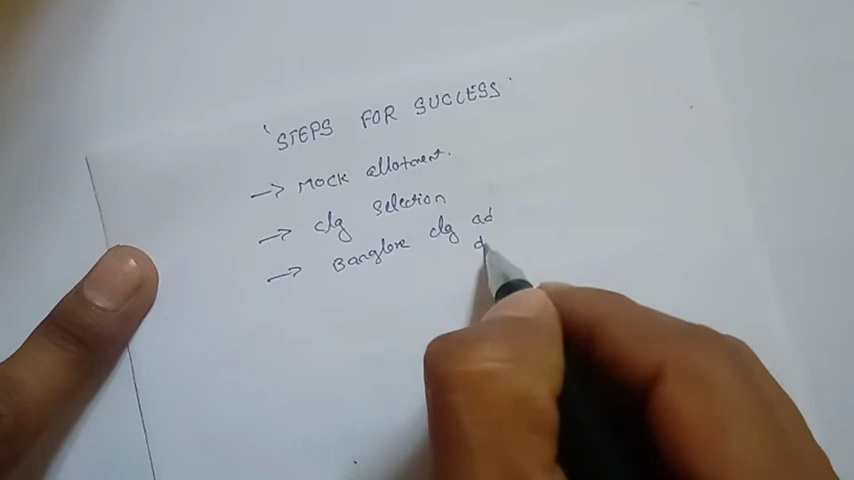 'STEPS FOR SUCCESS'
→ Mock allotment.
→ clg Selection
→ Banglore clg ad
d